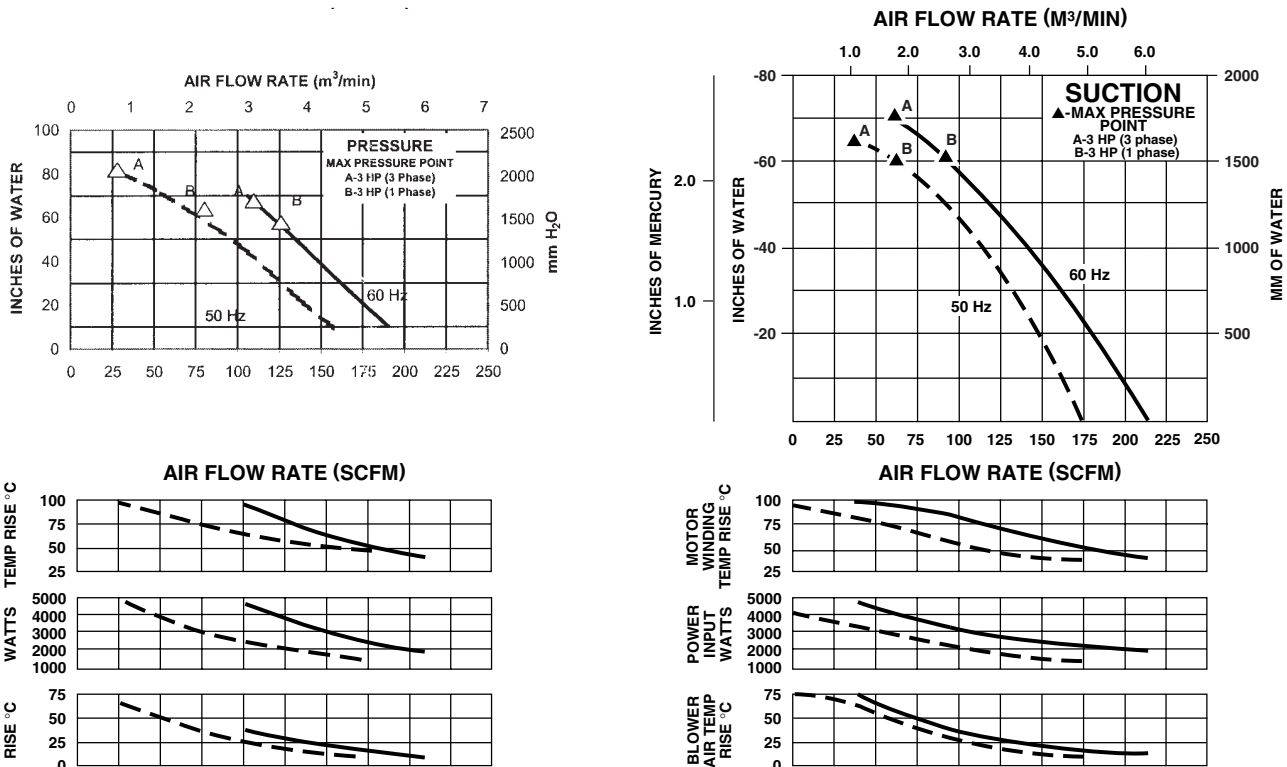 AIR FLOW RATE (m³/min)
0 1 2 3 4 5 6 7
100
80
60
40
20
0
INCHES OF WATER
PRESSURE
MAX PRESSURE POINT
A-3 HP (3 Phase)
B-3 HP (1 Phase)
A
B
A
B
50 Hz
60 Hz
2500
2000
1500
1000
500
0
mm H₂O
0 25 50 75 100 125 150 175 200 225 250
AIR FLOW RATE (SCFM)
TEMP RISE °C
100
75
50
25
WATTS
5000
4000
3000
2000
1000
RISE °C
75
50
25
0
AIR FLOW RATE (M³/MIN)
1.0 2.0 3.0 4.0 5.0 6.0
INCHES OF MERCURY
2.0
1.0
INCHES OF WATER
-80
-60
-40
-20
SUCTION
▲-MAX PRESSURE
POINT
A-3 HP (3 phase)
B-3 HP (1 phase)
A
B
A
B
60 Hz
50 Hz
2000
1500
1000
500
MM OF WATER
0 25 50 75 100 125 150 175 200 225 250
AIR FLOW RATE (SCFM)
MOTOR
WINDING
TEMP RISE °C
100
75
50
25
POWER
INPUT
WATTS
5000
4000
3000
2000
1000
BLOWER
AIR TEMP
RISE °C
75
50
25
0